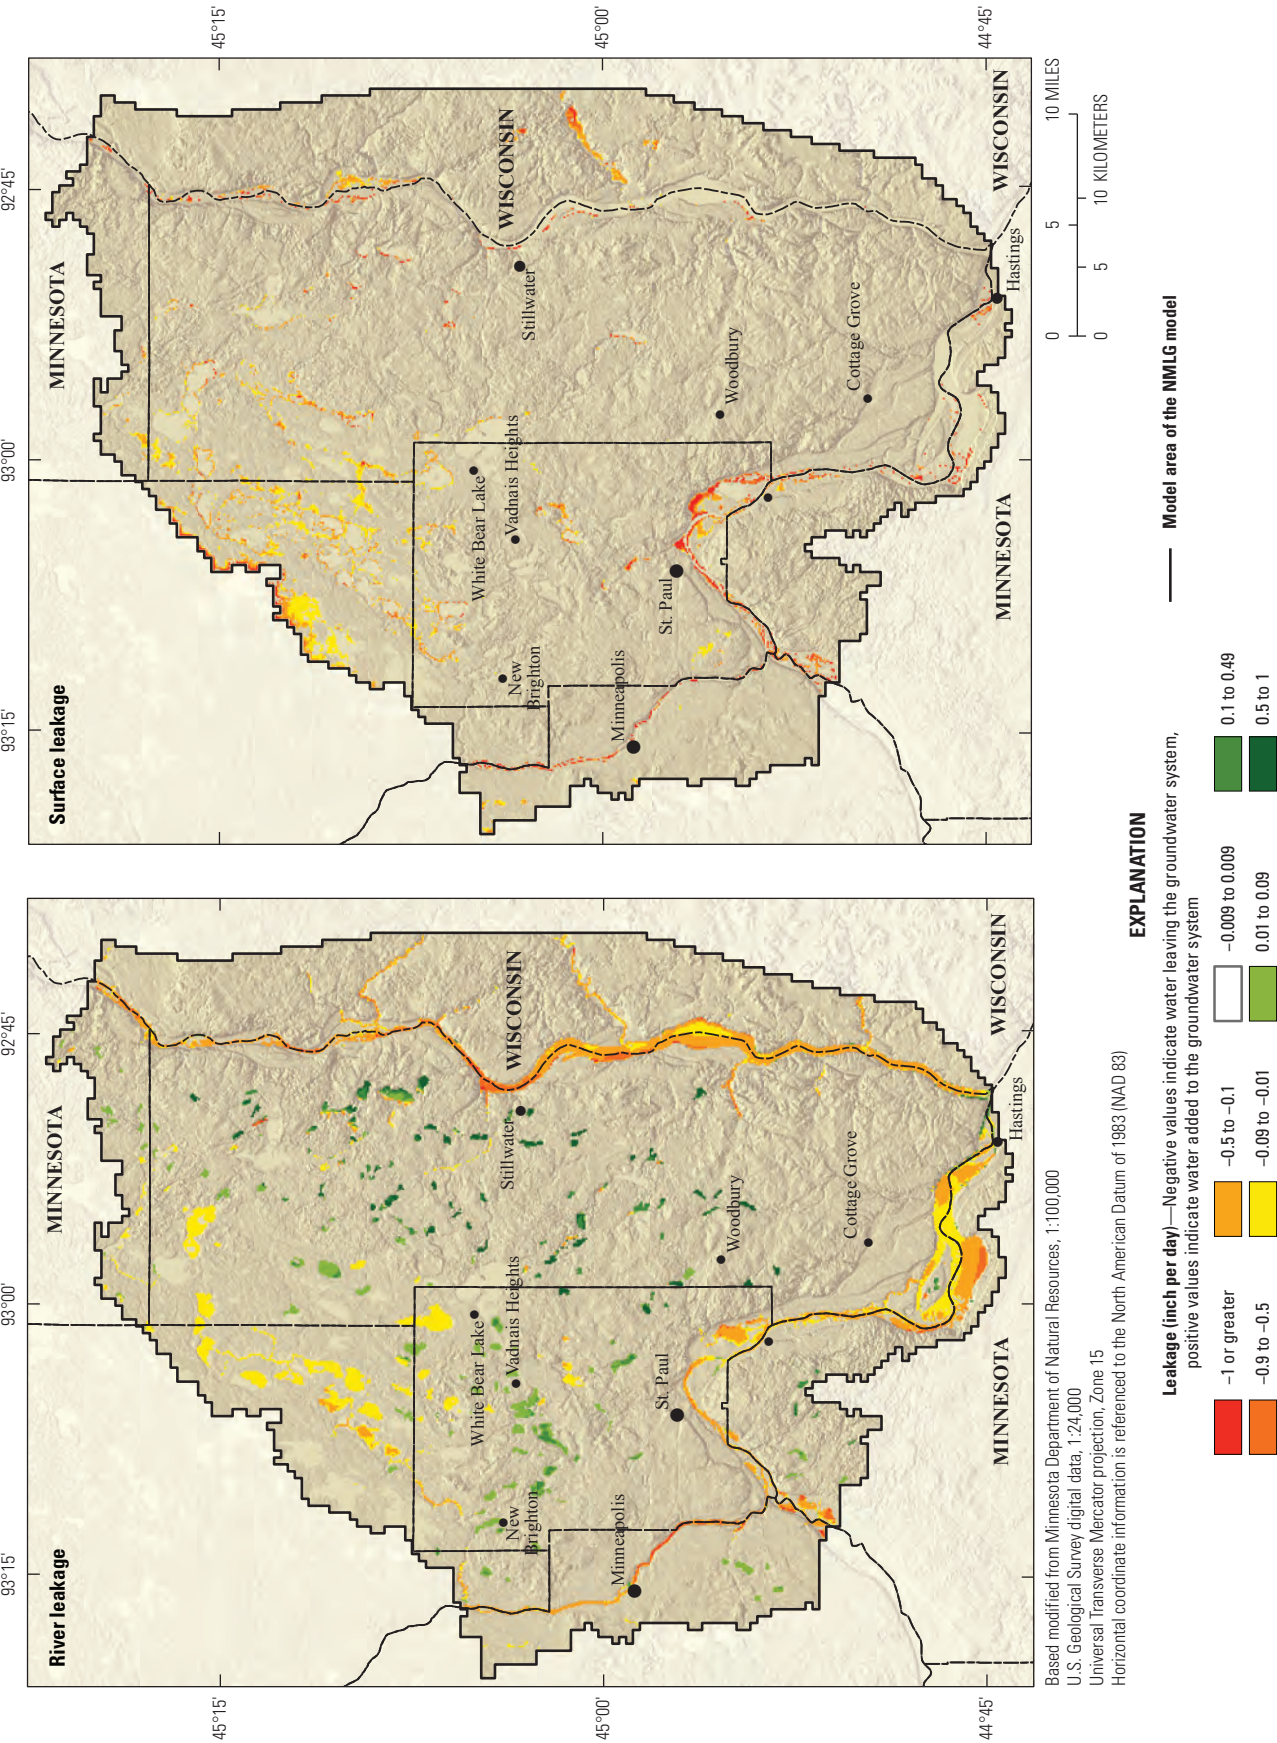 River leakage
93°15'
93°00'
92°45'
45°15'
45°00'
44°45'
MINNESOTA
WISCONSIN
Stillwater
White Bear Lake
Vadnais Heights
New
Brighton
Minneapolis
St. Paul
Woodbury
Cottage Grove
Hastings
MINNESOTA
WISCONSIN
Surface leakage
93°15'
93°00'
92°45'
45°15'
45°00'
44°45'
MINNESOTA
WISCONSIN
Stillwater
White Bear Lake
Vadnais Heights
New
Brighton
Minneapolis
St. Paul
Woodbury
Cottage Grove
Hastings
MINNESOTA
WISCONSIN
Based modified from Minnesota Department of Natural Resources, 1:100,000
U.S. Geological Survey digital data, 1:24,000
Universal Transverse Mercator projection, Zone 15
Horizontal coordinate information is referenced to the North American Datum of 1983 (NAD 83)
0 5 10 MILES
0 5 10 KILOMETERS
EXPLANATION
Leakage (inch per day)—Negative values indicate water leaving the groundwater system,
positive values indicate water added to the groundwater system
−1 or greater
−0.9 to −0.5
−0.5 to −0.1
−0.09 to −0.01
−0.009 to 0.009
0.01 to 0.09
0.1 to 0.49
0.5 to 1
Model area of the NMLG model